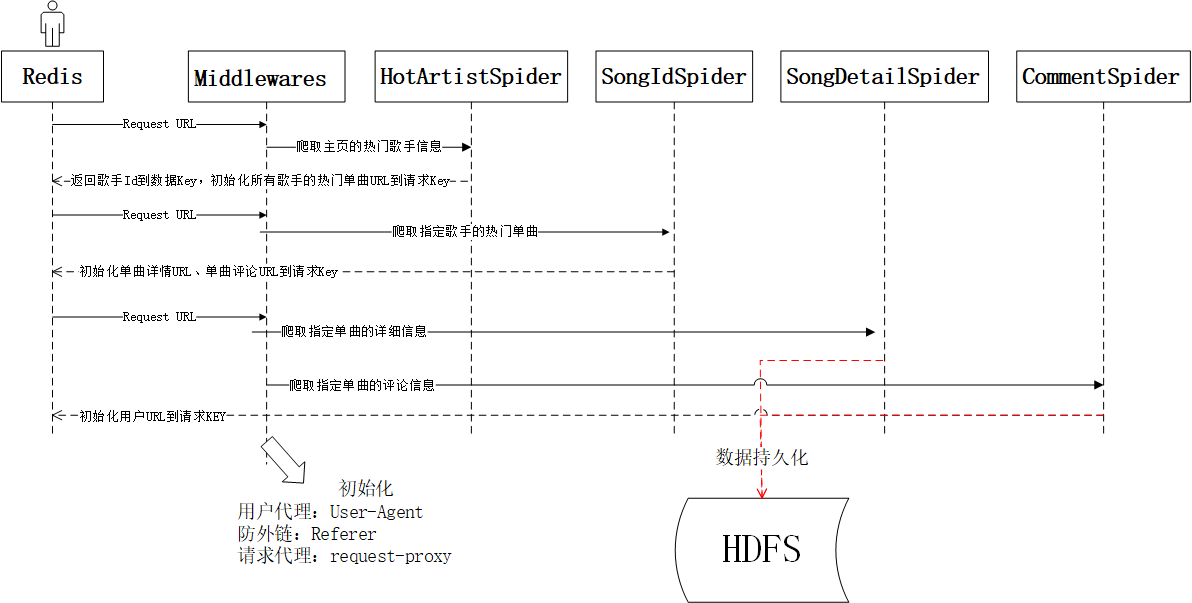 Redis
Middlewares
HotArtistSpider
SongIdSpider
SongDetailSpider
CommentSpider
Request URL
爬取主页的热门歌手信息
返回歌手Id到数据Key，初始化所有歌手的热门单曲URL到请求Key
Request URL
爬取指定歌手的热门单曲
初始化单曲详情URL、单曲评论URL到请求Key
Request URL
爬取指定单曲的详细信息
爬取指定单曲的评论信息
初始化用户URL到请求KEY
数据持久化
初始化
用户代理：User-Agent
防外链：Referer
请求代理：request-proxy
HDFS